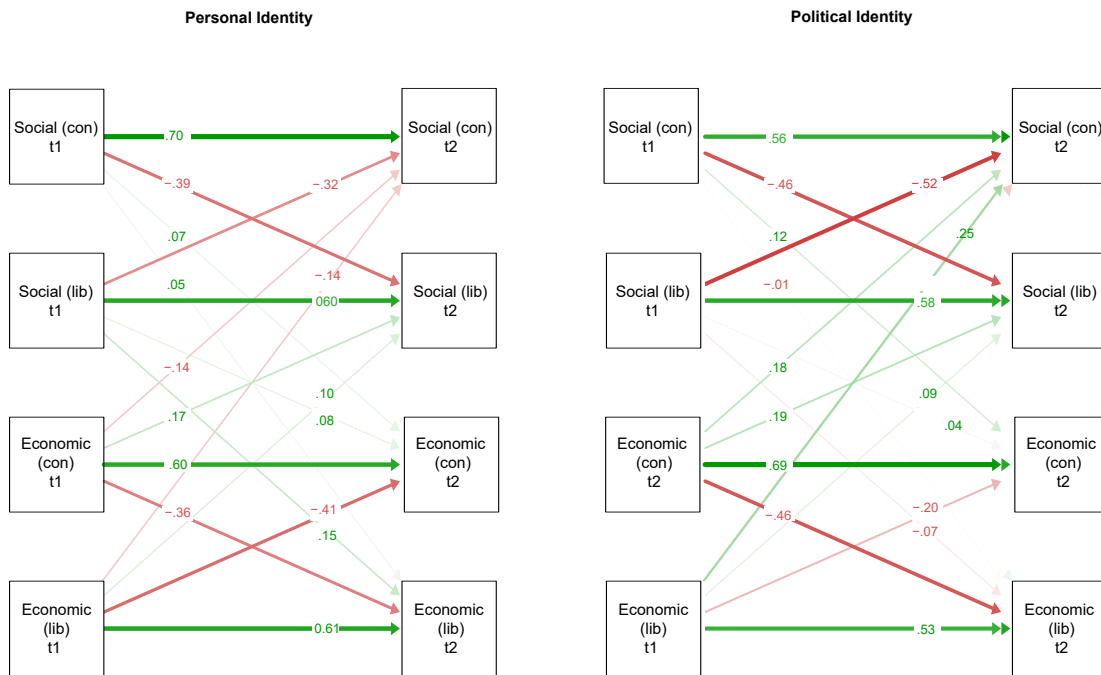 Personal Identity
Social (con)
t1
Social (con)
t2
.70
−.39
−.32
.07
.05
−.14
Social (lib)
t1
060
Social (lib)
t2
−.14
.10
.17
.08
Economic
(con)
t1
.60
Economic
(con)
t2
−.36
−.41
.15
Economic
(lib)
t1
0.61
Economic
(lib)
t2
Political Identity
Social (con)
t1
Social (con)
t2
.56
−.46
−.52
.12
.25
Social (lib)
t1
−.01
.58
Social (lib)
t2
.18
.09
.19
.04
Economic
(con)
t2
.69
Economic
(con)
t2
−.46
−.20
−.07
Economic
(lib)
t1
.53
Economic
(lib)
t2